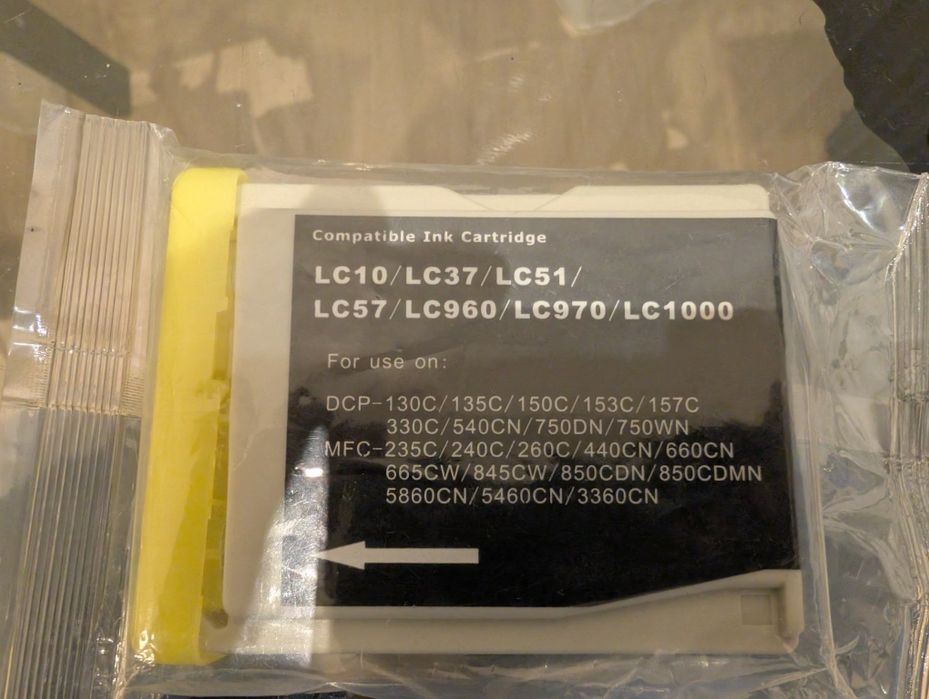 Compatible Ink Cartridge
LC10/LC37/LC51/
LC57/LC960/LC970/LC1000
For use on:
DCP-130C/135C/150C/153C/157C
330C/540CN/750DN/750WN
MFC-235C/240C/260C/440CN/660CN
665CW/845CW/850CDN/850CDMN
5860CN/5460CN/3360CN